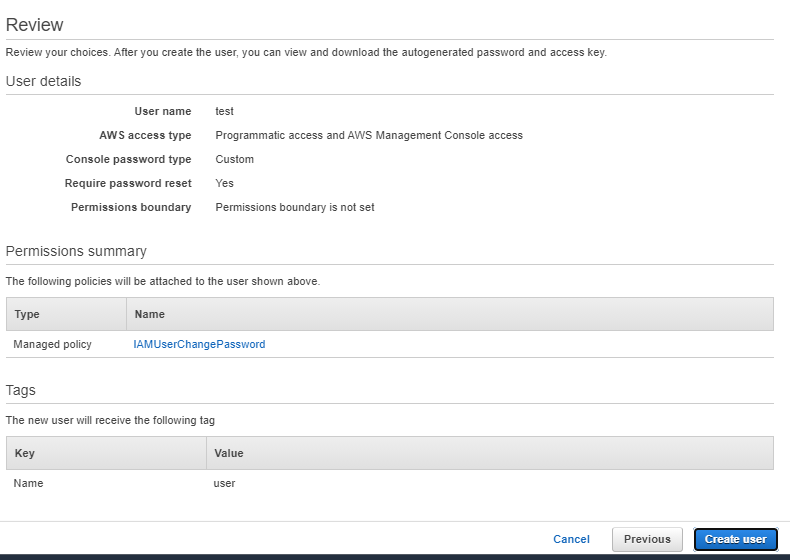 Review
Review your choices. After you create the user, you can view and download the autogenerated password and access key.
User details
User name test
AWS access type Programmatic access and AWS Management Console access
Console password type Custom
Require password reset Yes
Permissions boundary Permissions boundary is not set
Permissions summary
The following policies will be attached to the user shown above.
Type Name
Managed policy IAMUserChangePassword
Tags
The new user will receive the following tag
Key Value
Name user
Cancel Previous Create user